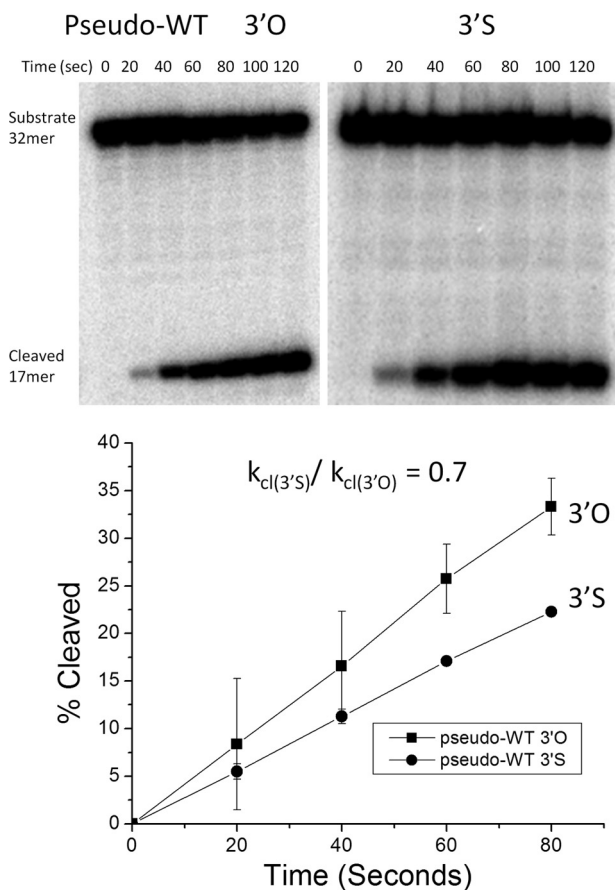 Pseudo-WT 3'O 3'S
Time (sec) 0 20 40 60 80 100 120 0 20 40 60 80 100 120
Substrate
32mer
Cleaved
17mer
k_cl(3'S)/ k_cl(3'O) = 0.7
40
35
30
25
20
15
10
5
0
% Cleaved
3'O
3'S
pseudo-WT 3'O
pseudo-WT 3'S
0 20 40 60 80
Time (Seconds)